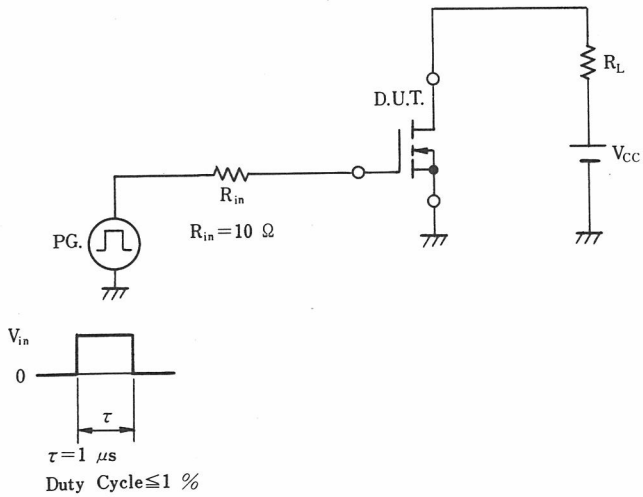 R_L
D.U.T.
V_CC
R_in
PG.
R_in=10 Ω
V_in
0
τ
τ=1 μs
Duty Cycle≦1 %